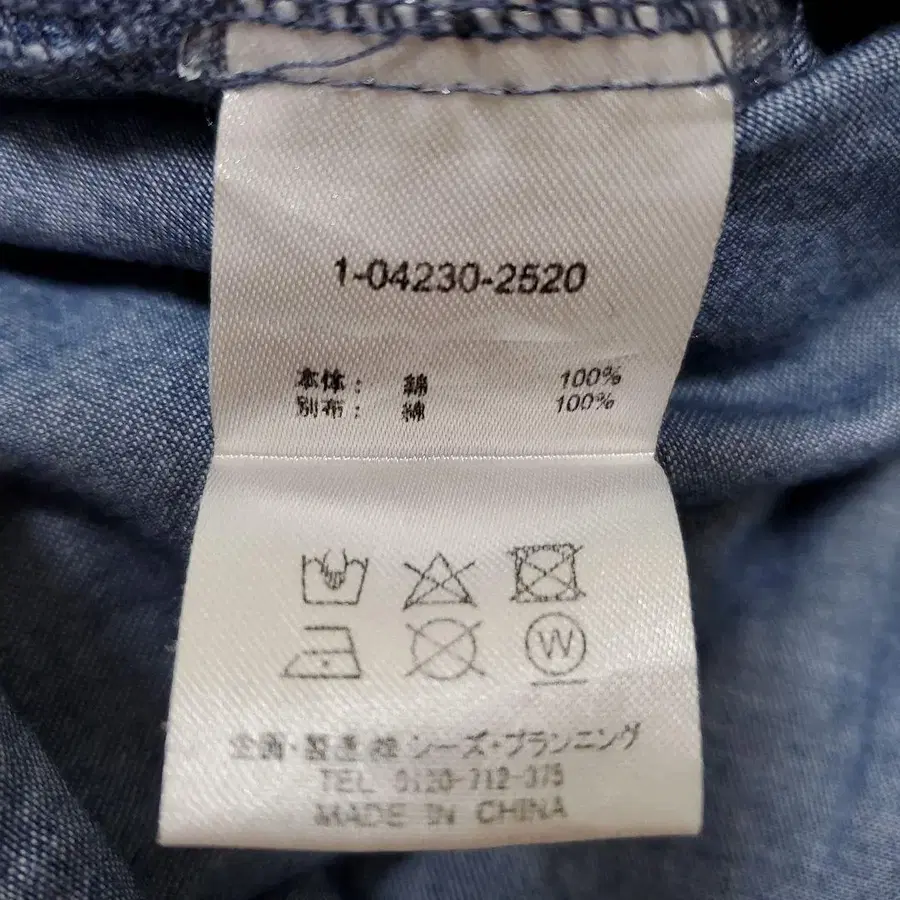 1-04230-2520
本体： 綿 100%
別布： 綿 100%
W
企画・製造 ㈱ シーズ・プランニング
TEL 0120-712-375
MADE IN CHINA